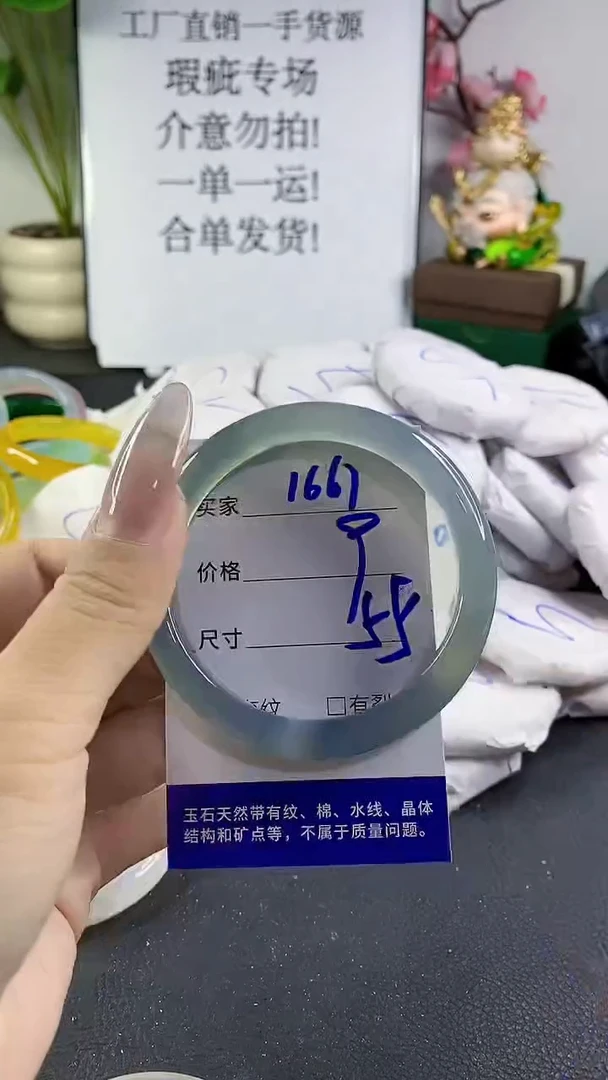 工厂直销一手货源
瑕疵专场
介意勿拍!
一单一运!
合单发货!
买家 1667
价格
尺寸 55
纹 □有裂
玉石天然带有纹、棉、水线、晶体
结构和矿点等，不属于质量问题。